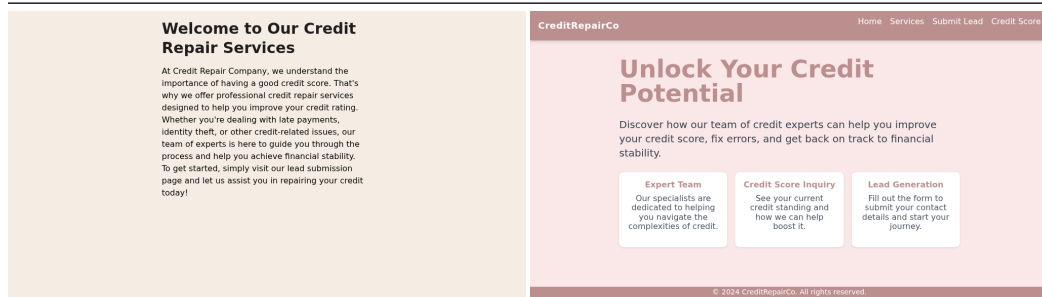 Welcome to Our Credit
Repair Services
At Credit Repair Company, we understand the
importance of having a good credit score. That's
why we offer professional credit repair services
designed to help you improve your credit rating.
Whether you're dealing with late payments,
identity theft, or other credit-related issues, our
team of experts is here to guide you through the
process and help you achieve financial stability.
To get started, simply visit our lead submission
page and let us assist you in repairing your credit
today!
CreditRepairCo
Home Services Submit Lead Credit Score
Unlock Your Credit
Potential
Discover how our team of credit experts can help you improve
your credit score, fix errors, and get back on track to financial
stability.
Expert Team
Our specialists are
dedicated to helping
you navigate the
complexities of credit.
Credit Score Inquiry
See your current
credit standing and
how we can help
boost it.
Lead Generation
Fill out the form to
submit your contact
details and start your
journey.
© 2024 CreditRepairCo. All rights reserved.